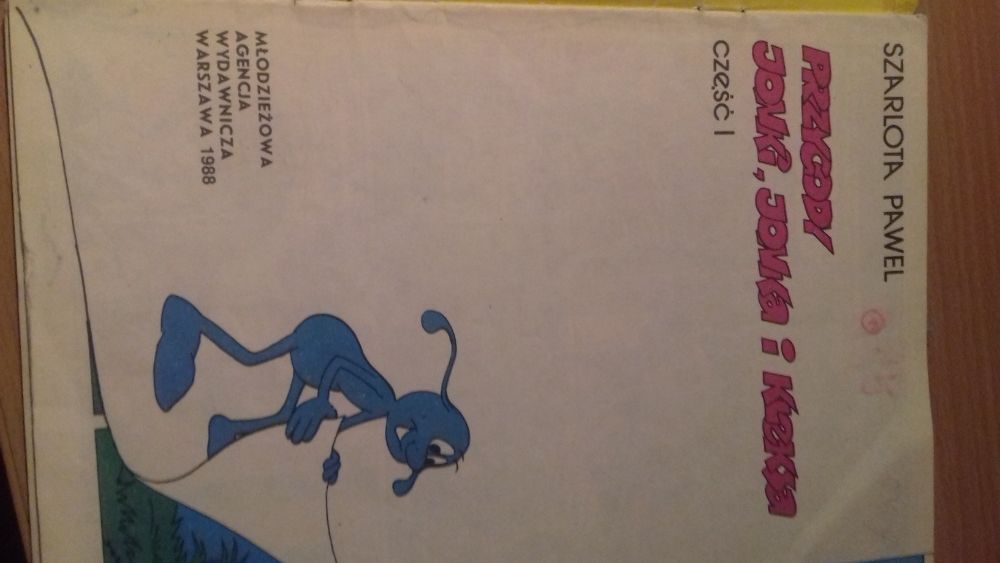 SZARLOTA PAWEL
PRZYGODY
JONKI, JONKA i KLEKSA
CZĘŚĆ I
MŁODZIEŻOWA
AGENCJA
WYDAWNICZA
WARSZAWA 1988